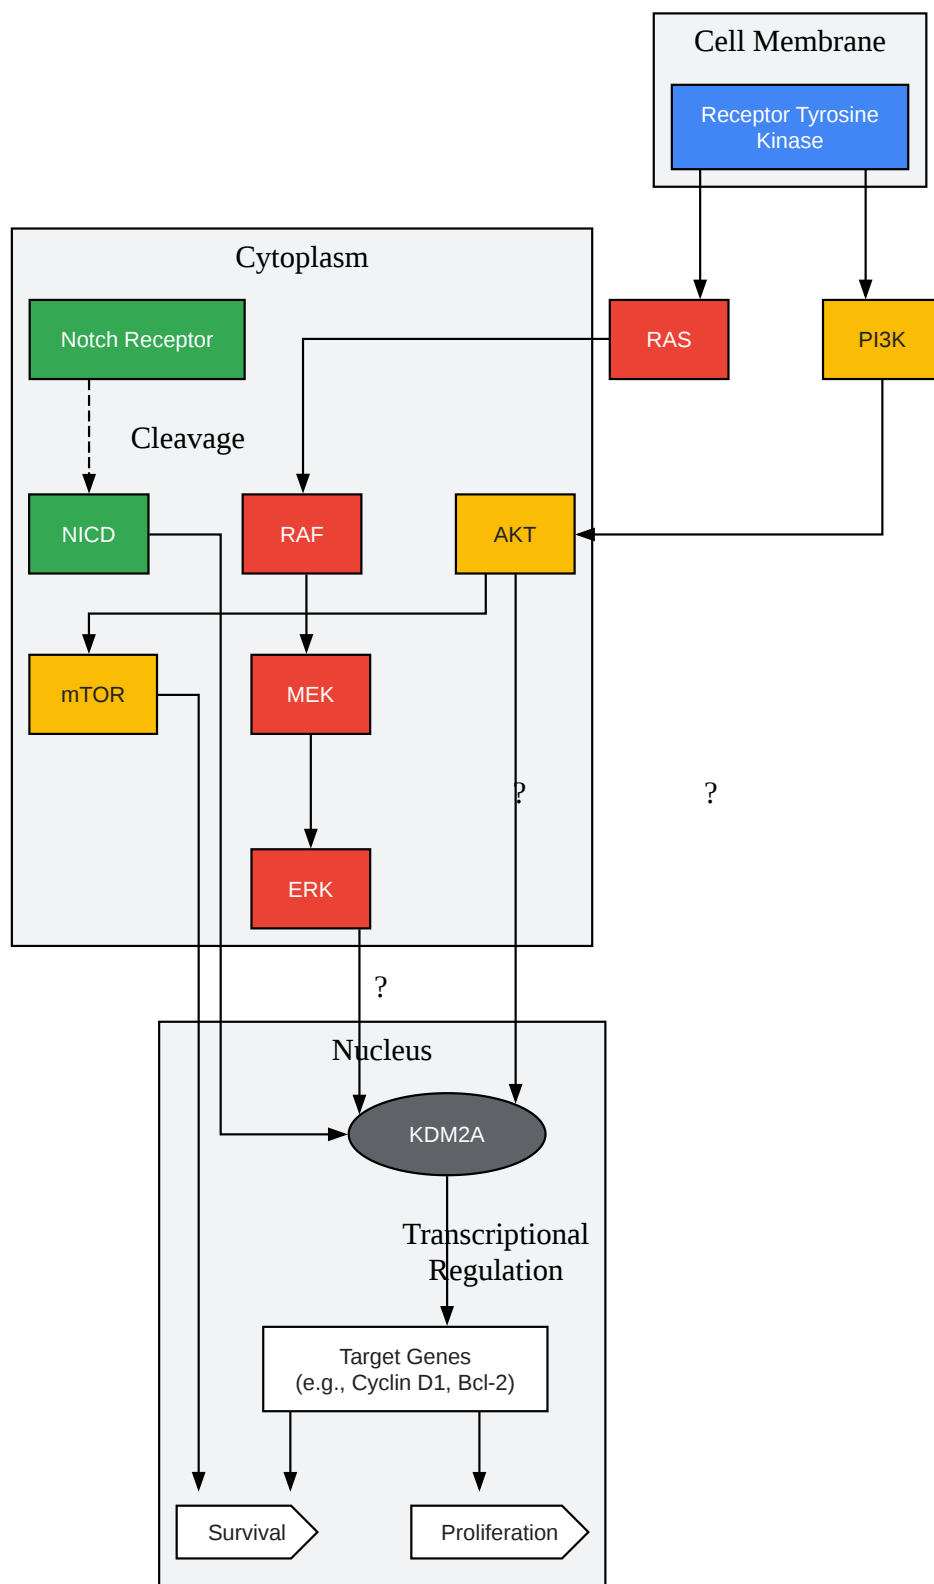 Cell Membrane
Receptor Tyrosine
Kinase
Cytoplasm
Notch Receptor
RAS
PI3K
Cleavage
NICD
RAF
AKT
mTOR
MEK
?
?
ERK
?
Nucleus
KDM2A
Transcriptional
Regulation
Target Genes
(e.g., Cyclin D1, Bcl-2)
Survival
Proliferation